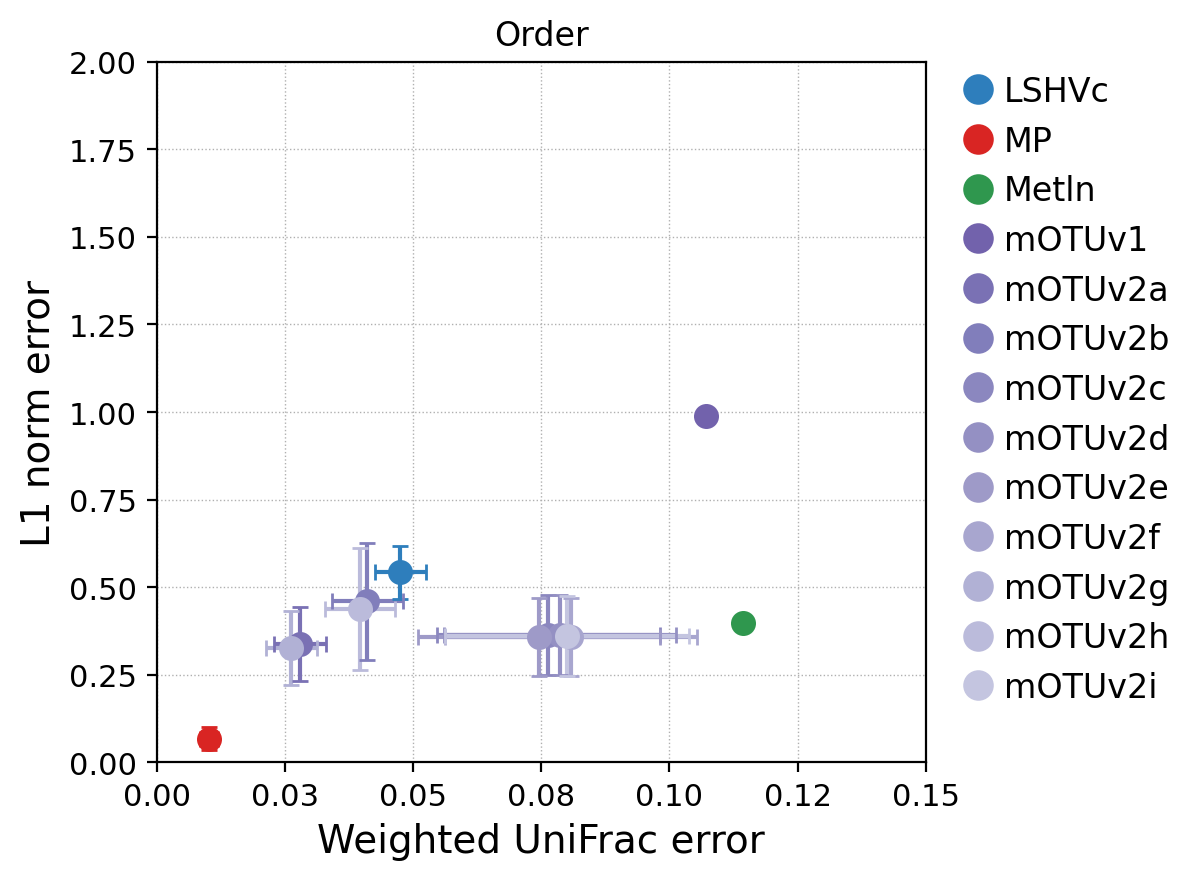 Order
2.00
1.75
1.50
1.25
1.00
0.75
0.50
0.25
0.00
L1 norm error
0.00 0.03 0.05 0.08 0.10 0.12 0.15
Weighted UniFrac error
LSHVc
MP
Metln
mOTUv1
mOTUv2a
mOTUv2b
mOTUv2c
mOTUv2d
mOTUv2e
mOTUv2f
mOTUv2g
mOTUv2h
mOTUv2i